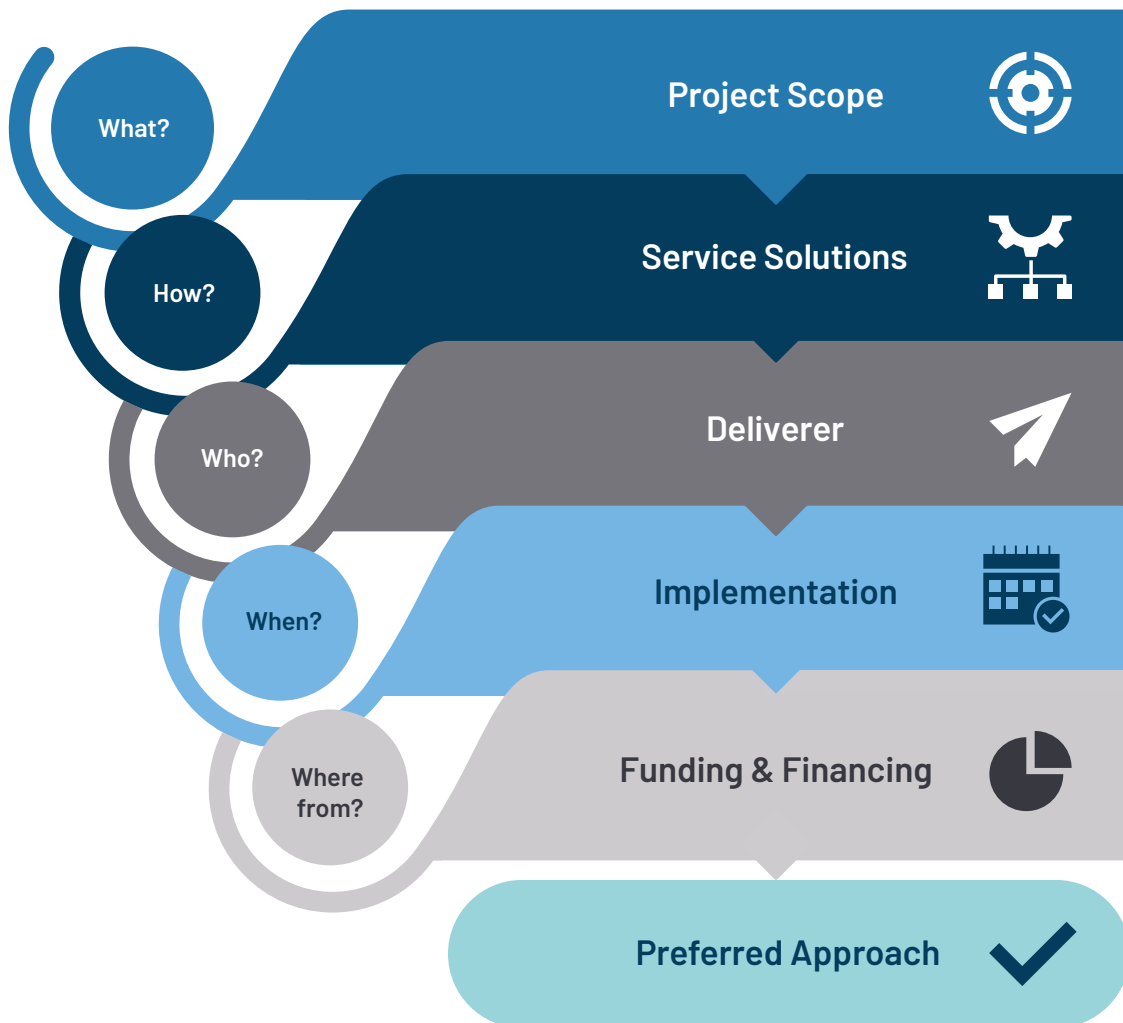 What?
Project Scope
How?
Service Solutions
Who?
Deliverer
When?
Implementation
Where
from?
Funding & Financing
Preferred Approach